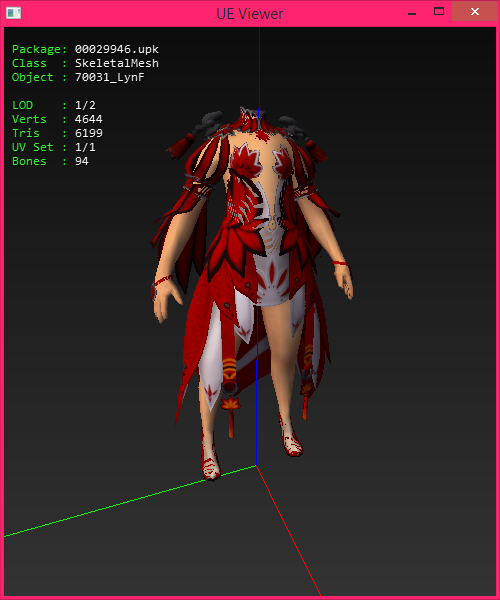 UE Viewer
Package: 00029946.upk
Class : SkeletalMesh
Object : 70031_LynF
LOD : 1/2
Verts : 4644
Tris : 6199
UV Set : 1/1
Bones : 94